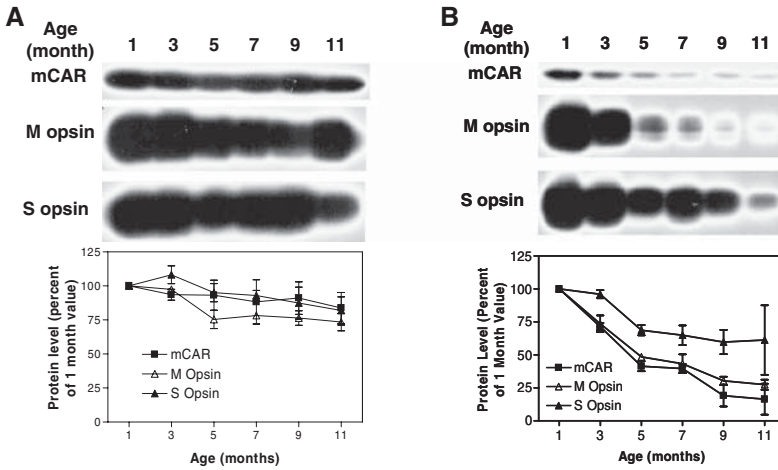 A
Age
(month)
1 3 5 7 9 11
mCAR
M opsin
S opsin
Protein level (percent
of 1 month value)
125
100
75
50
25
0
mCAR
M Opsin
S Opsin
1 3 5 7 9 11
Age (months)
B
Age
(month)
1 3 5 7 9 11
mCAR
M opsin
S opsin
Protein Level (Percent
of 1 Month Value)
125
100
75
50
25
0
mCAR
M Opsin
S Opsin
1 3 5 7 9 11
Age (months)